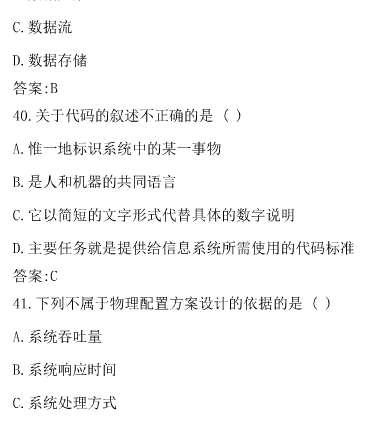 C.数据流
D.数据存储
答案:B
40.关于代码的叙述不正确的是 ( )
A.惟一地标识系统中的某一事物
B.是人和机器的共同语言
C.它以简短的文字形式代替具体的数字说明
D.主要任务就是提供给信息系统所需使用的代码标准
答案:C
41.下列不属于物理配置方案设计的依据的是 ( )
A.系统吞吐量
B.系统响应时间
C.系统处理方式